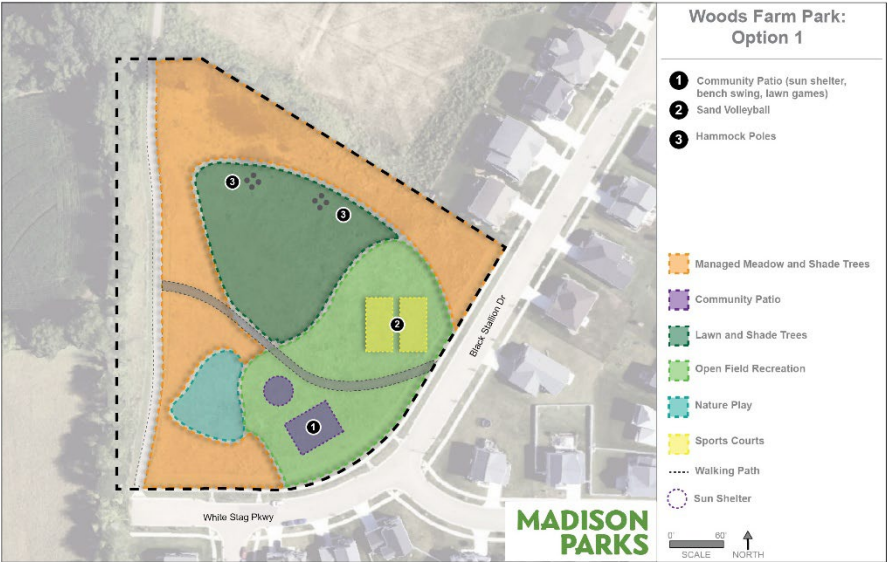 Woods Farm Park:
Option 1
1 Community Patio (sun shelter,
bench swing, lawn games)
2 Sand Volleyball
3 Hammock Poles
Managed Meadow and Shade Trees
Community Patio
Lawn and Shade Trees
Open Field Recreation
Nature Play
Sports Courts
Walking Path
Sun Shelter
0' 60'
SCALE NORTH
3
3
2
1
Black Stallion Dr
White Stag Pkwy
MADISON
PARKS